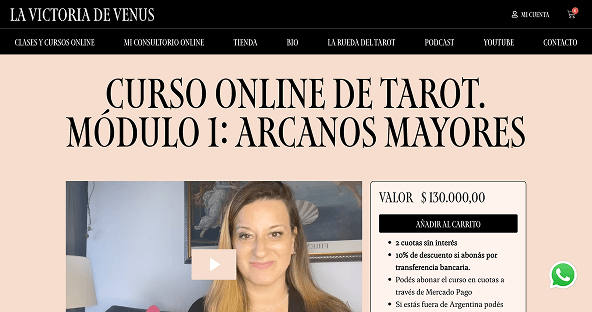 LA VICTORIA DE VENUS
MI CUENTA
CLASES Y CURSOS ONLINE
MI CONSULTORIO ONLINE
TIENDA
BIO
LA RUEDA DEL TAROT
PODCAST
YOUTUBE
CONTACTO
CURSO ONLINE DE TAROT.
MÓDULO 1: ARCANOS MAYORES
VALOR $ 130.000,00
AÑADIR AL CARRITO
2 cuotas sin interés
10% de descuento si abonás por
transferencia bancaria.
Podés abonar el curso en cuotas a
través de Mercado Pago
Si estás fuera de Argentina podés